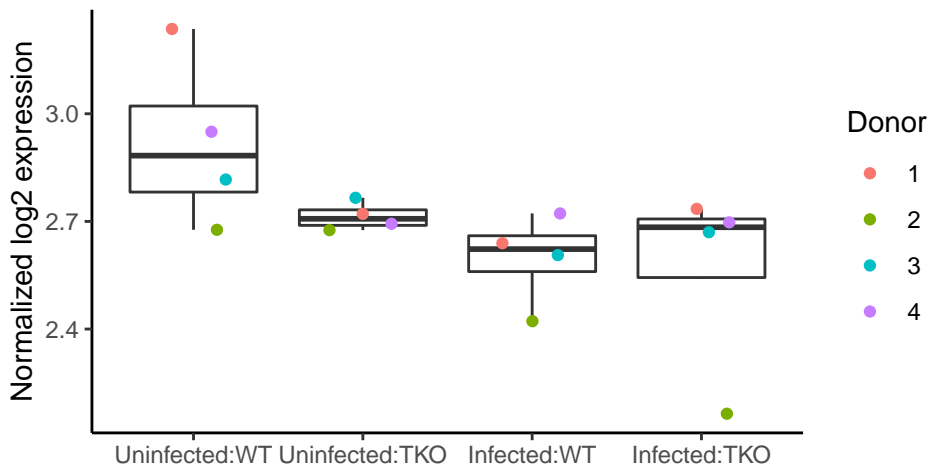 Normalized log2 expression
3.0
2.7
2.4
Uninfected:WT
Uninfected:TKO
Infected:WT
Infected:TKO
Donor
1
2
3
4